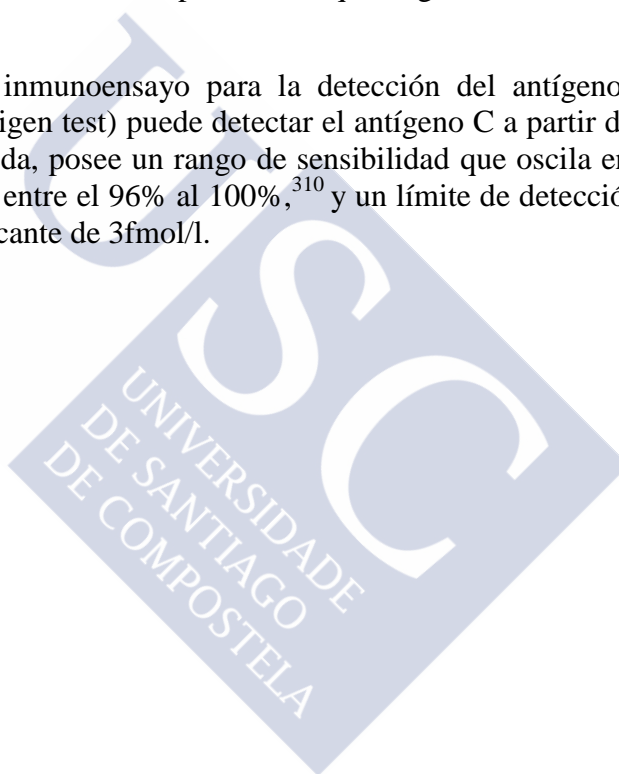 inmunoensayo para la detección del antígeno
igen test) puede detectar el antígeno C a partir d
da, posee un rango de sensibilidad que oscila en
entre el 96% al 100%,310 y un límite de detecció
cante de 3fmol/l.
USC
UNIVERSIDADE
DE SANTIAGO
DE COMPOSTELA